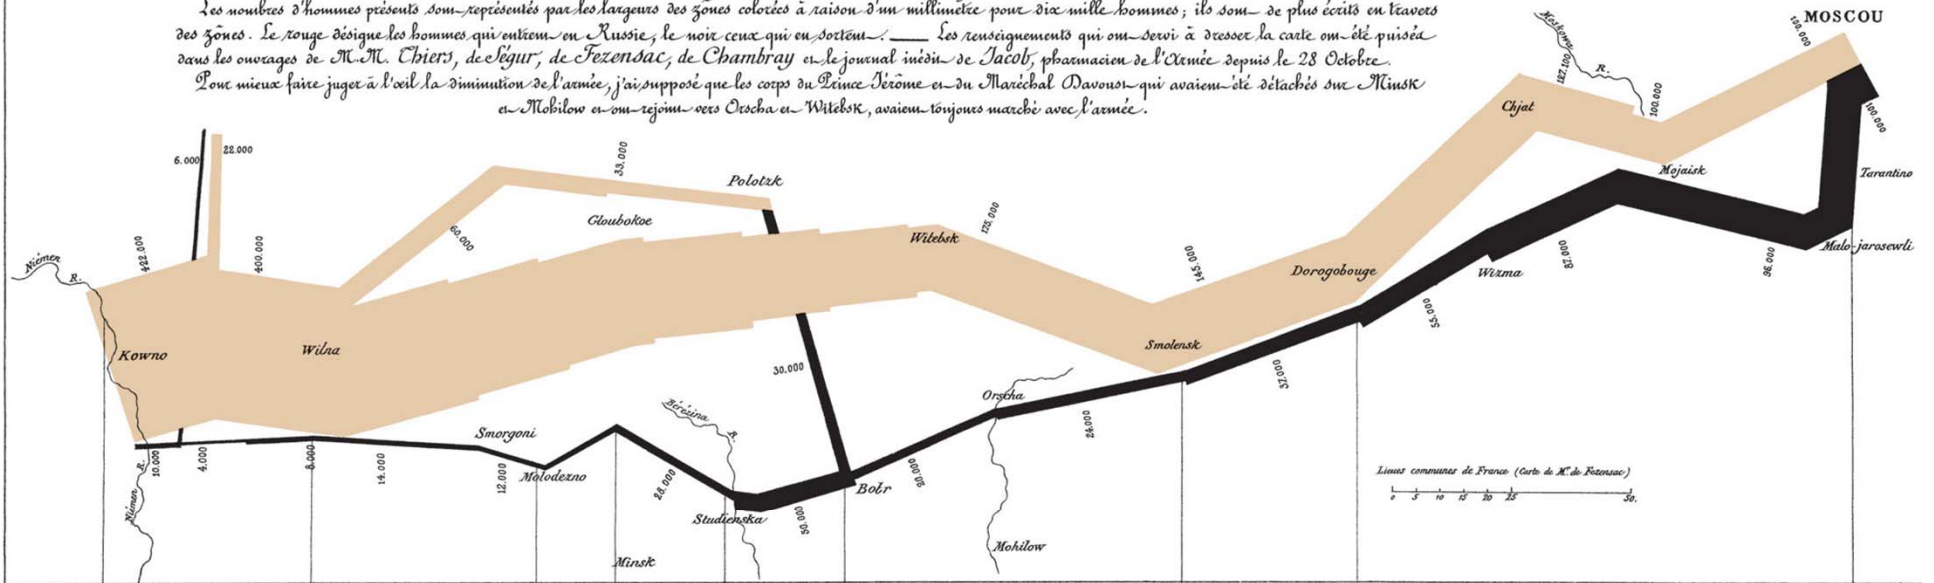 Les nombres d'hommes présents sont représentés par les largeurs des zônes colorées à raison d'un millimètre pour dix mille hommes; ils sont de plus écrits en travers
des zônes. Le rouge désigne les hommes qui entrent en Russie, le noir ceux qui en sortent. — Les renseignements qui ont servi à dresser la carte ont été puisés
dans les ouvrages de M.M. Thiers, de Ségur, de Fezensac, de Chambray et le journal inédit de Jacob, pharmacien de l'Armée depuis le 28 Octobre.
Pour mieux faire juger à l'œil la diminution de l'armée, j'ai supposé que les corps du Prince Jérôme et du Maréchal Davoust qui avaient été détachés sur Minsk
et Mohilow et ont rejoint vers Orscha et Witebsk, avaient toujours marché avec l'armée.
MOSCOU
100.000
Moskowa
R.
127.100
100.000
Chjat
100.000
Mojaisk
Tarantino
Malo-jarosewli
6.000
22.000
33.000
Polotzk
Gloubokoe
60.000
422.000
400.000
Niémen
R.
Witebsk
175.000
145.000
Dorogobouge
Wizma
87.000
96.000
55.000
Kowno
Wilna
Smolensk
37.000
30.000
Orscha
24.000
Bérézina
R.
Smorgoni
Molodezno
10.000
4.000
8.000
14.000
12.000
28.000
Studienska
50.000
Bobr
20.000
R.
Niémen
Minsk
Mohilow
Lieues communes de France (Carte de M. de Fezensac)
0 5 10 15 20 25 50.